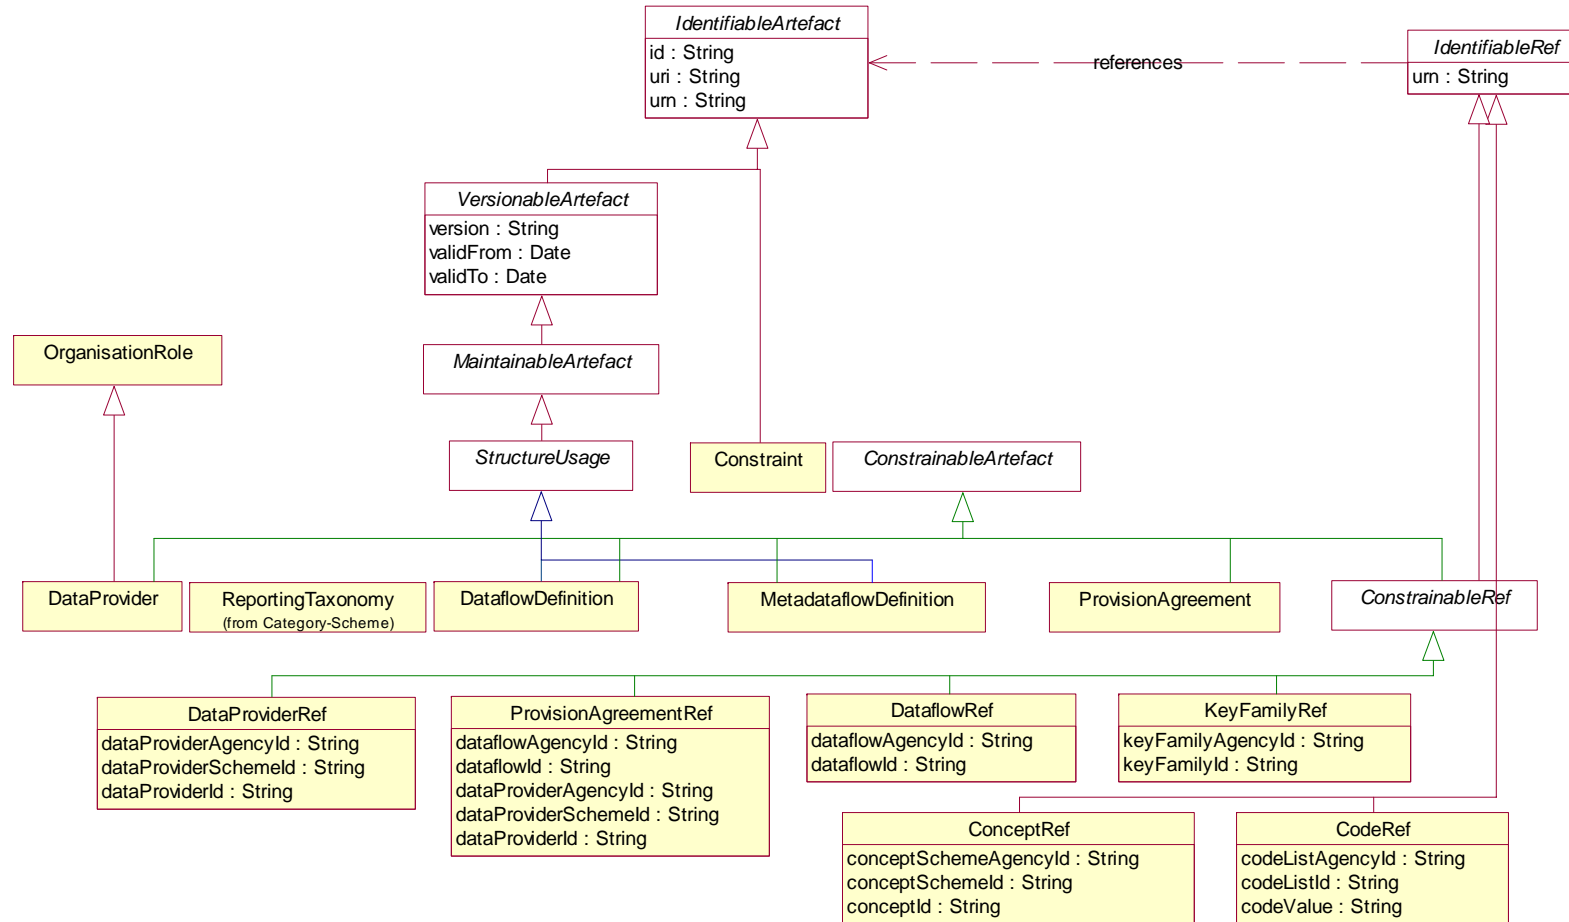 IdentifiableArtefact
id : String
uri : String
urn : String
references
IdentifiableRef
urn : String
VersionableArtefact
version : String
validFrom : Date
validTo : Date
OrganisationRole
MaintainableArtefact
StructureUsage
Constraint
ConstrainableArtefact
DataProvider
ReportingTaxonomy
(from Category-Scheme)
DataflowDefinition
MetadataflowDefinition
ProvisionAgreement
ConstrainableRef
DataProviderRef
dataProviderAgencyId : String
dataProviderSchemeId : String
dataProviderId : String
ProvisionAgreementRef
dataflowAgencyId : String
dataflowId : String
dataProviderAgencyId : String
dataProviderSchemeId : String
dataProviderId : String
DataflowRef
dataflowAgencyId : String
dataflowId : String
KeyFamilyRef
keyFamilyAgencyId : String
keyFamilyId : String
ConceptRef
conceptSchemeAgencyId : String
conceptSchemeId : String
conceptId : String
CodeRef
codeListAgencyId : String
codeListId : String
codeValue : String